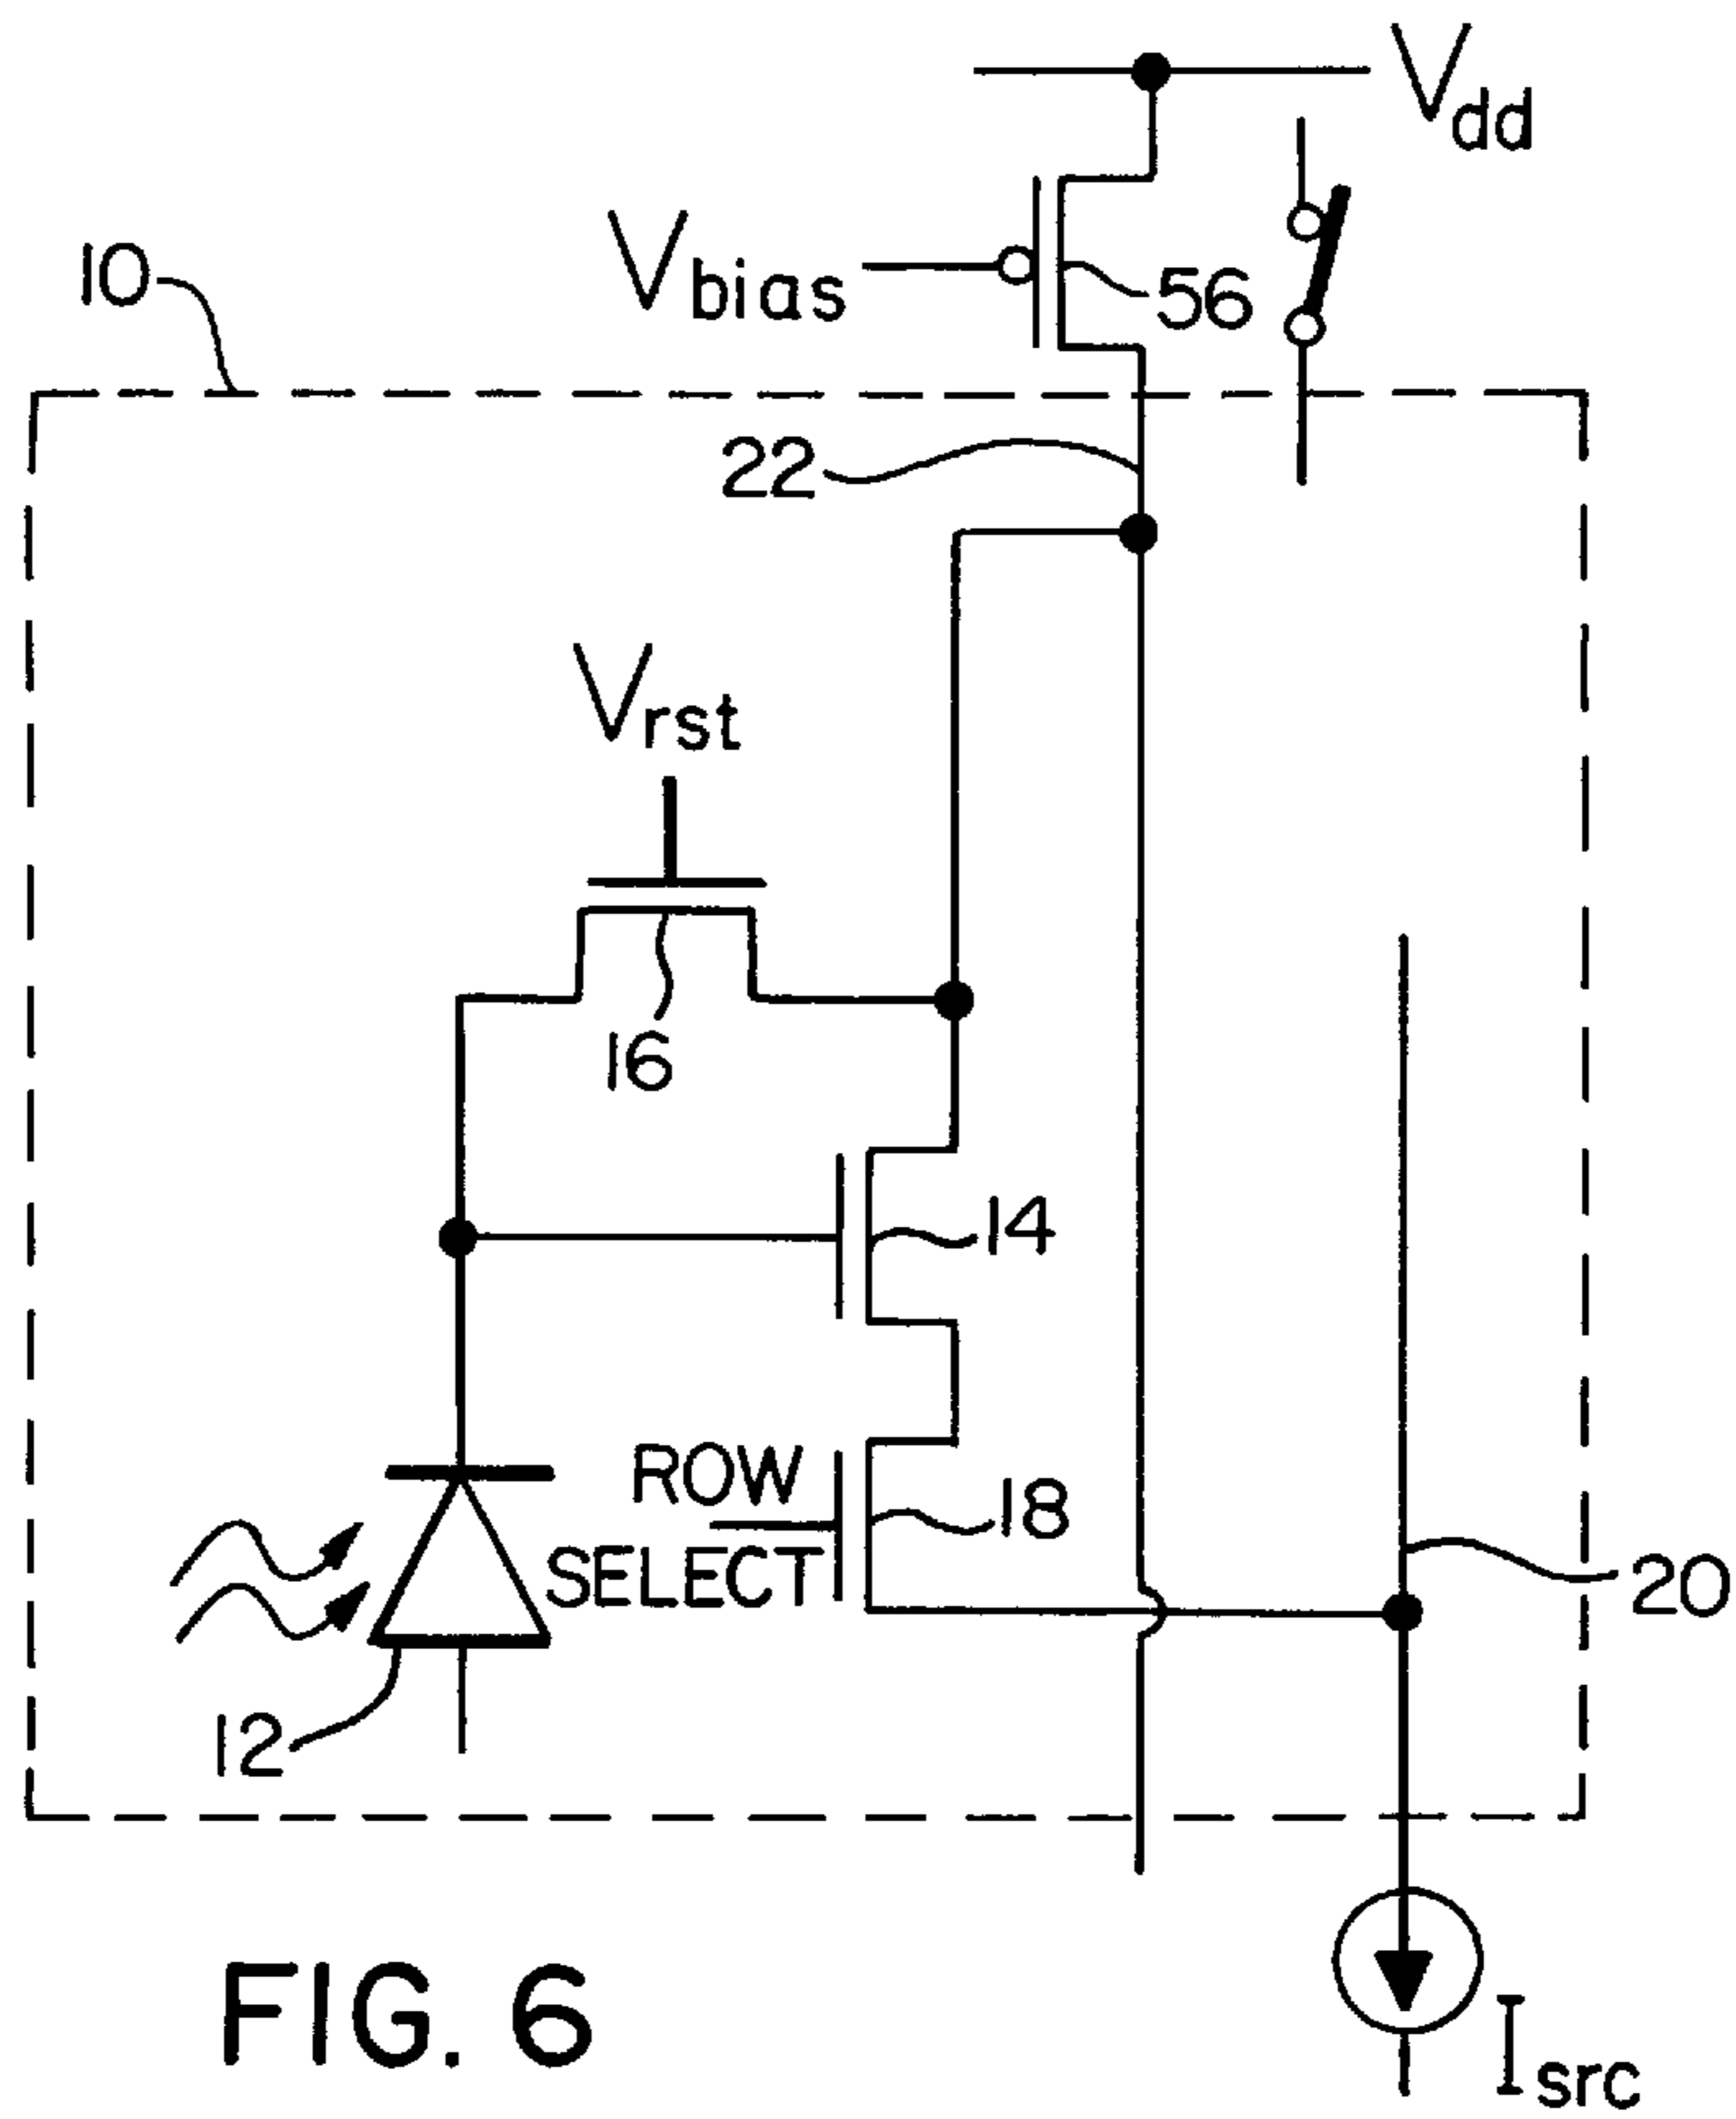 Vdd
10
Vbias
56
22
Vrst
16
14
ROW
SELECT
18
20
12
FIG. 6
Isrc